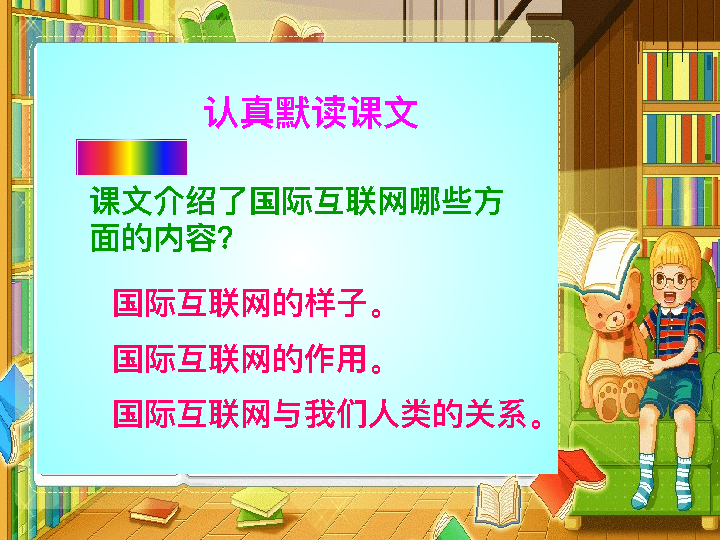 认真默读课文
课文介绍了国际互联网哪些方
面的内容?
国际互联网的样子。
国际互联网的作用。
国际互联网与我们人类的关系。